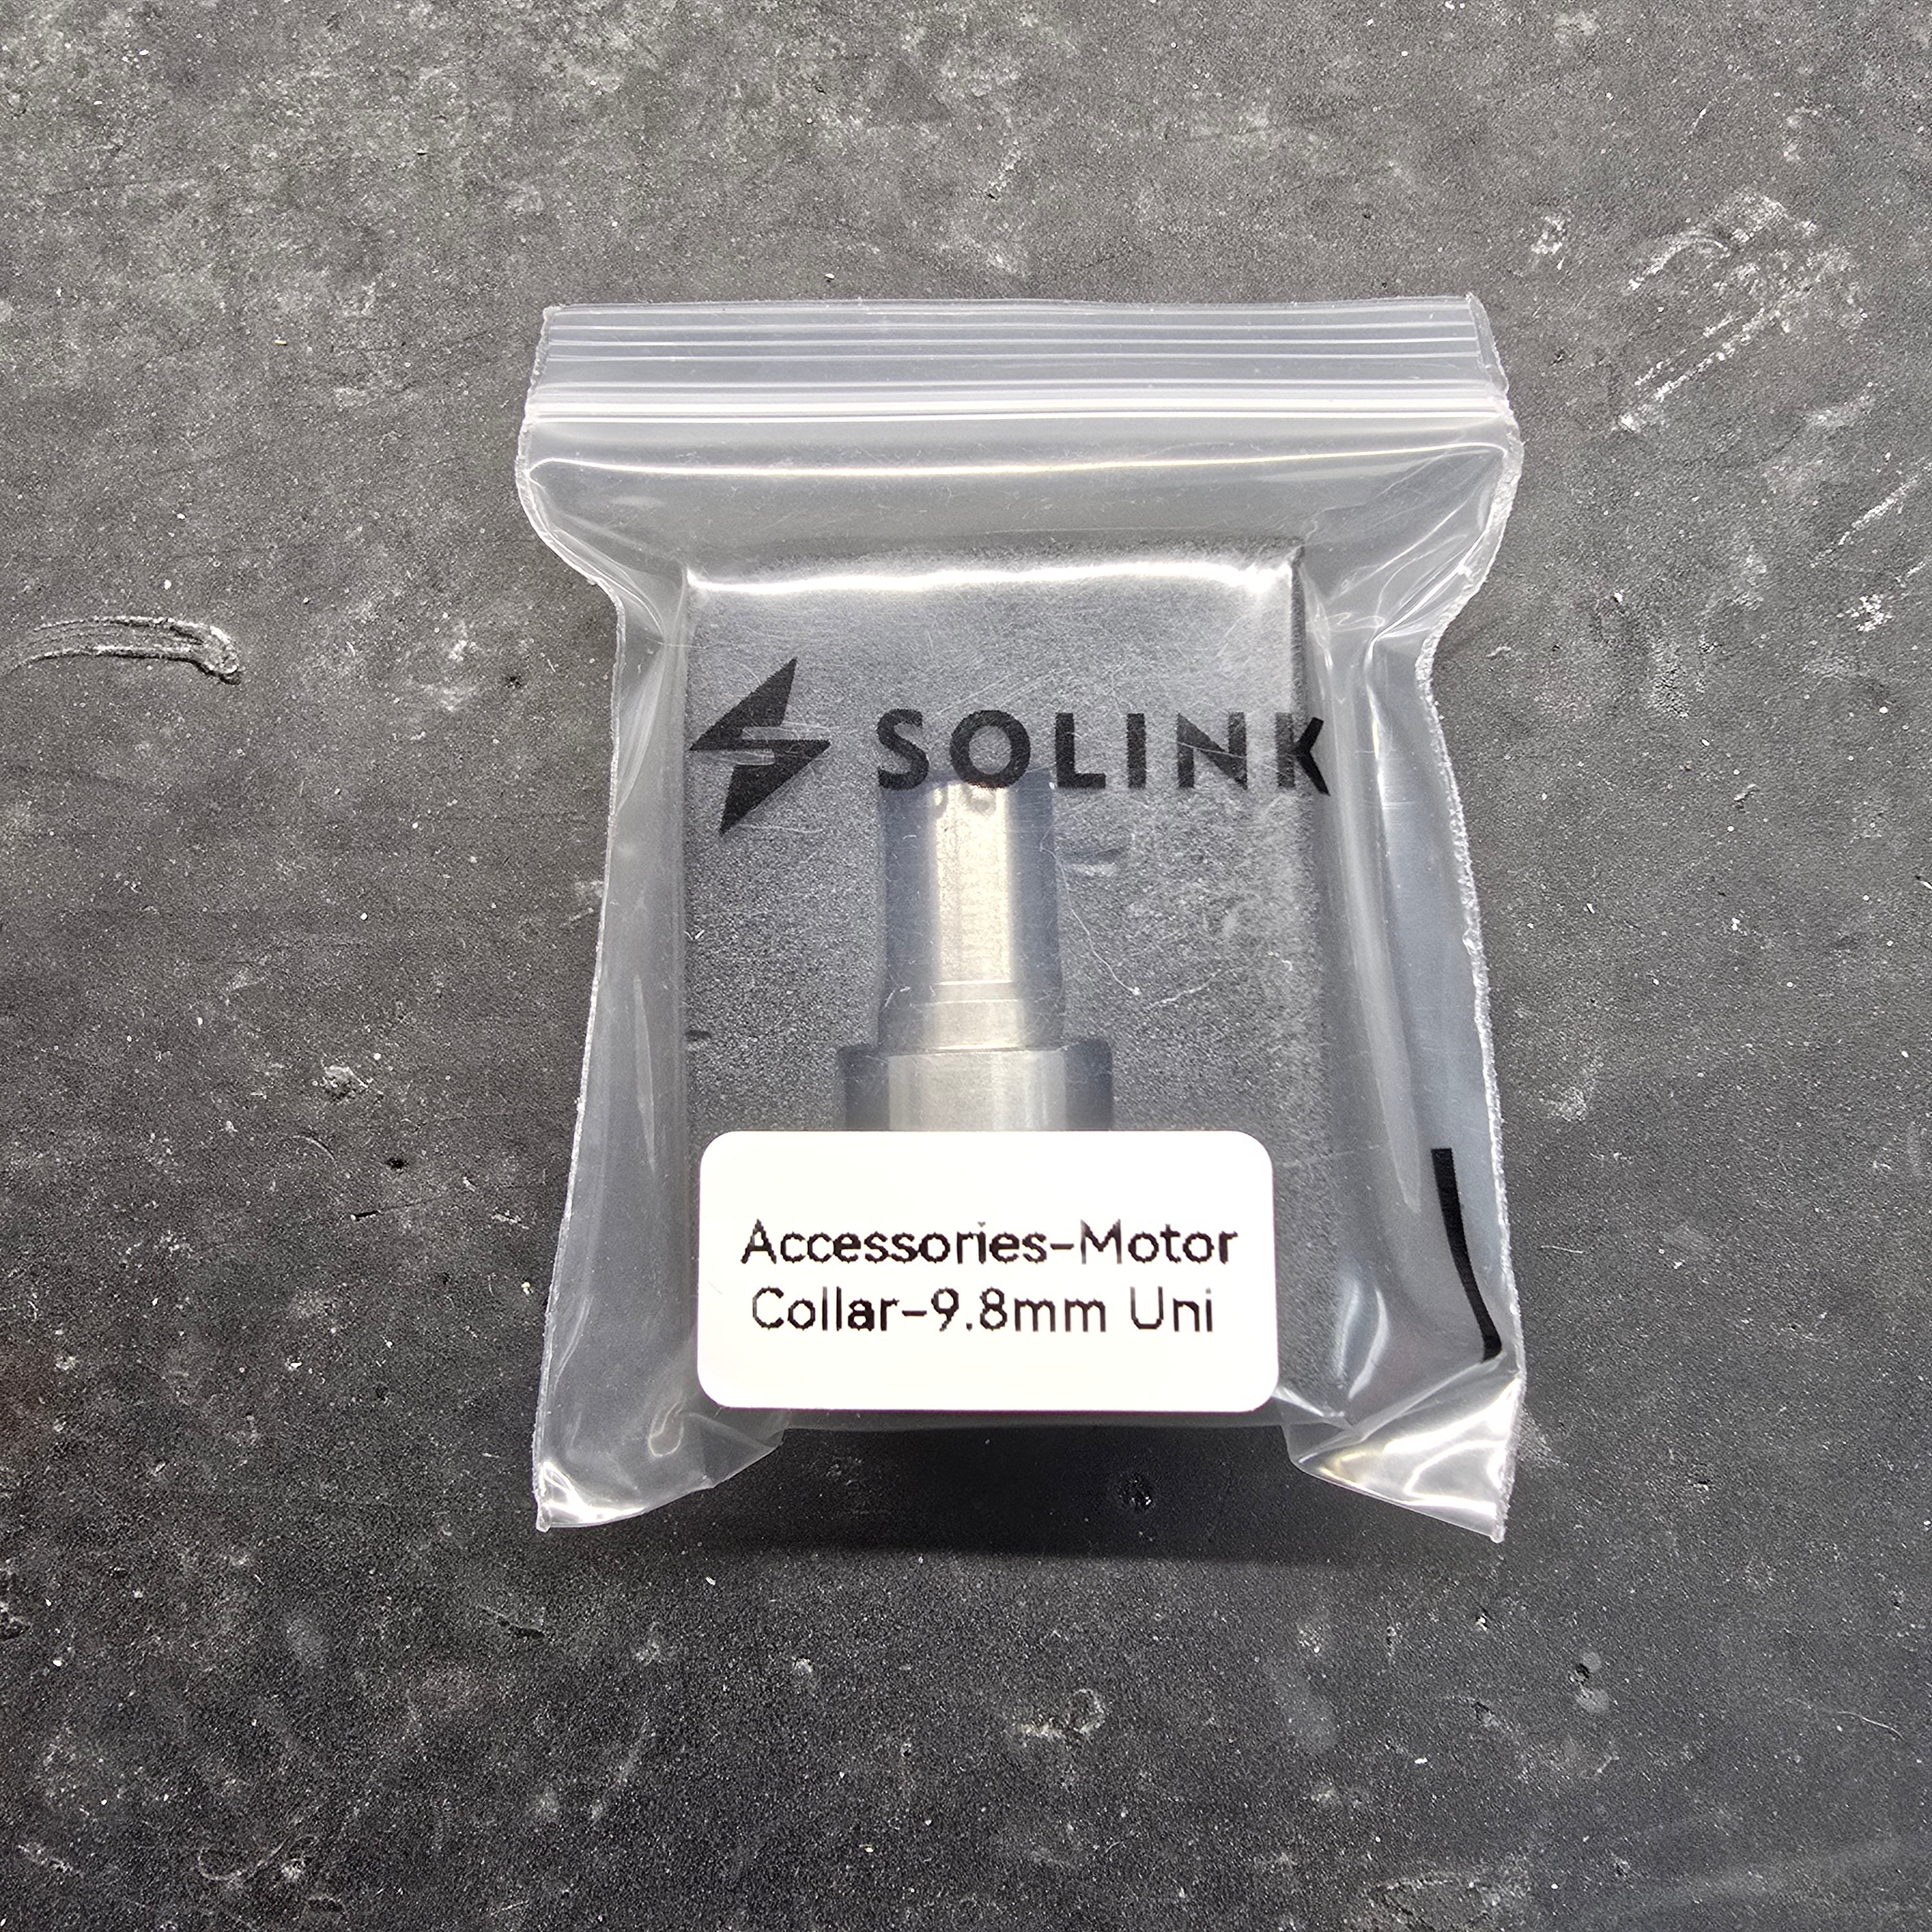 SOLINK
Accessories-Motor
Collar-9.8mm Uni